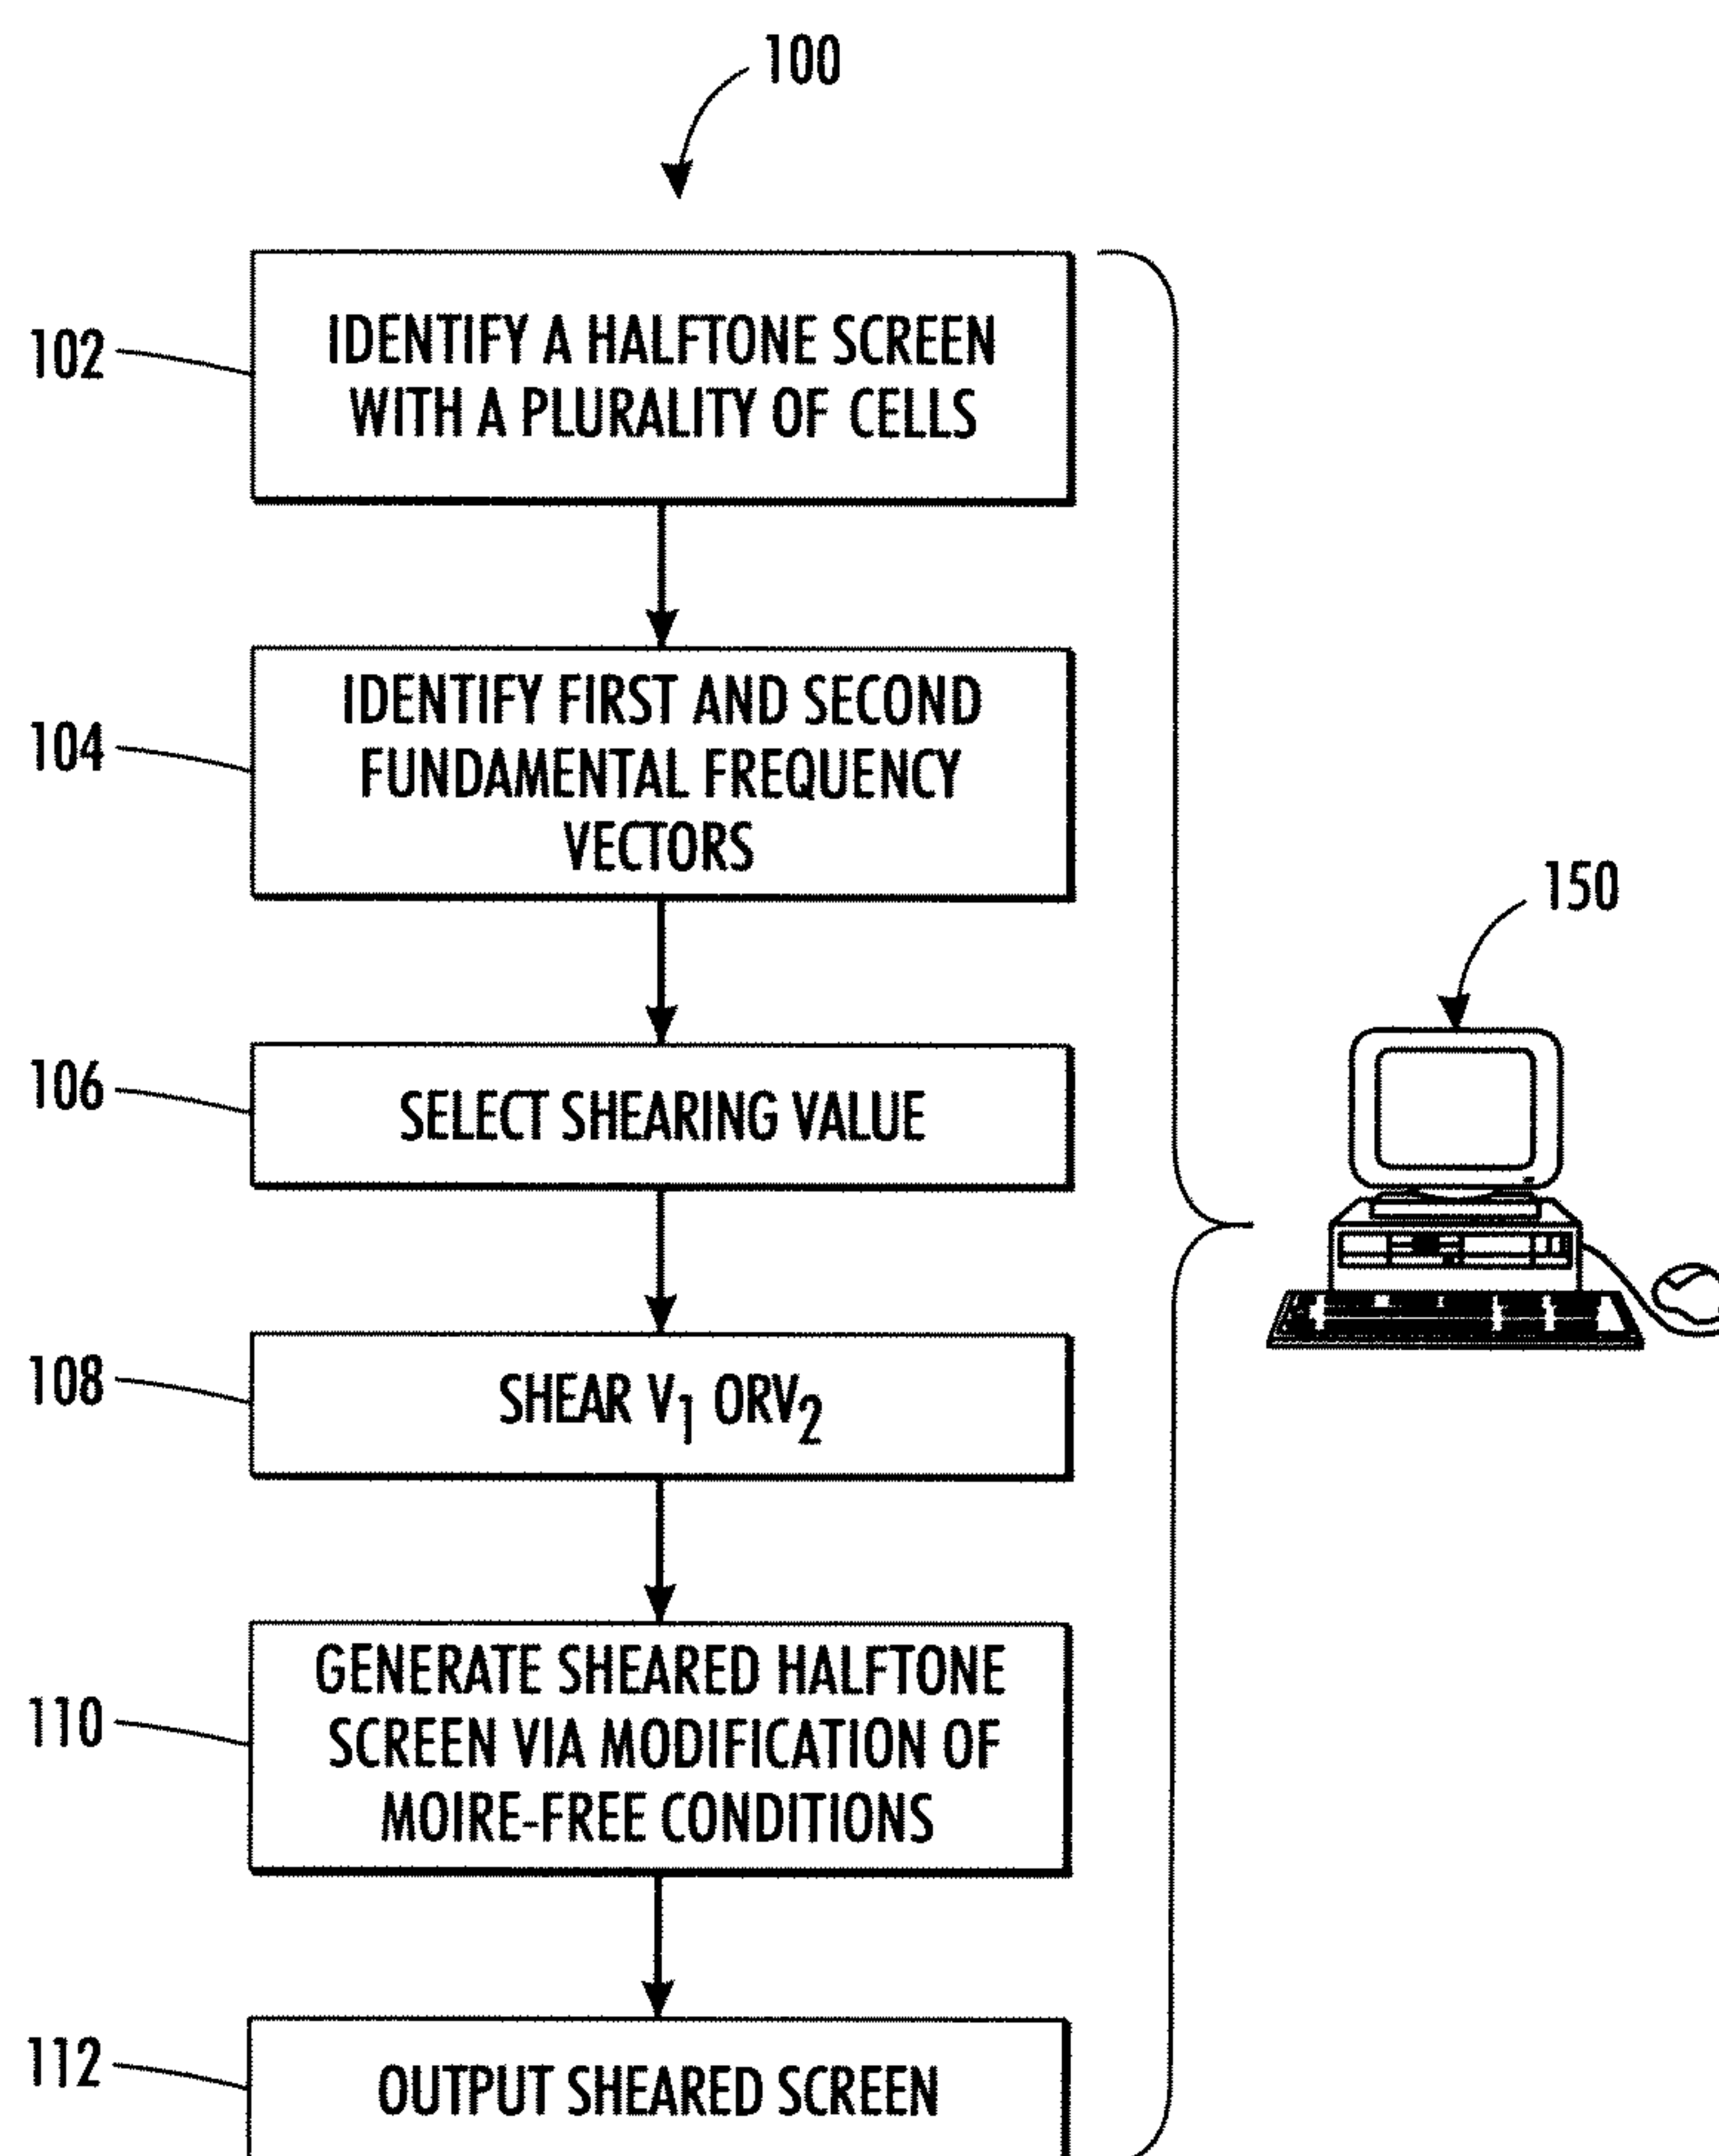 100
102
IDENTIFY A HALFTONE SCREEN
WITH A PLURALITY OF CELLS
104
IDENTIFY FIRST AND SECOND
FUNDAMENTAL FREQUENCY
VECTORS
150
106
SELECT SHEARING VALUE
108
SHEAR V1 ORV2
110
GENERATE SHEARED HALFTONE
SCREEN VIA MODIFICATION OF
MOIRE-FREE CONDITIONS
112
OUTPUT SHEARED SCREEN